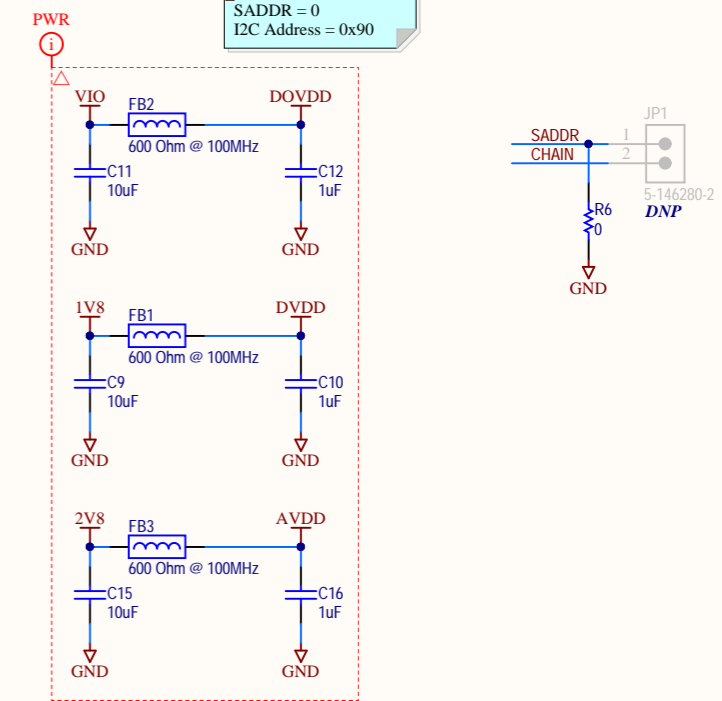 SADDR = 0
I2C Address = 0x90
PWR
i
VIO
FB2
600 Ohm @ 100MHz
DOVDD
C11
10uF
C12
1uF
GND
GND
1V8
FB1
600 Ohm @ 100MHz
DVDD
C9
10uF
C10
1uF
GND
GND
2V8
FB3
600 Ohm @ 100MHz
AVDD
C15
10uF
C16
1uF
GND
GND
JP1
SADDR
1
CHAIN
2
5-146280-2
DNP
R6
0
GND